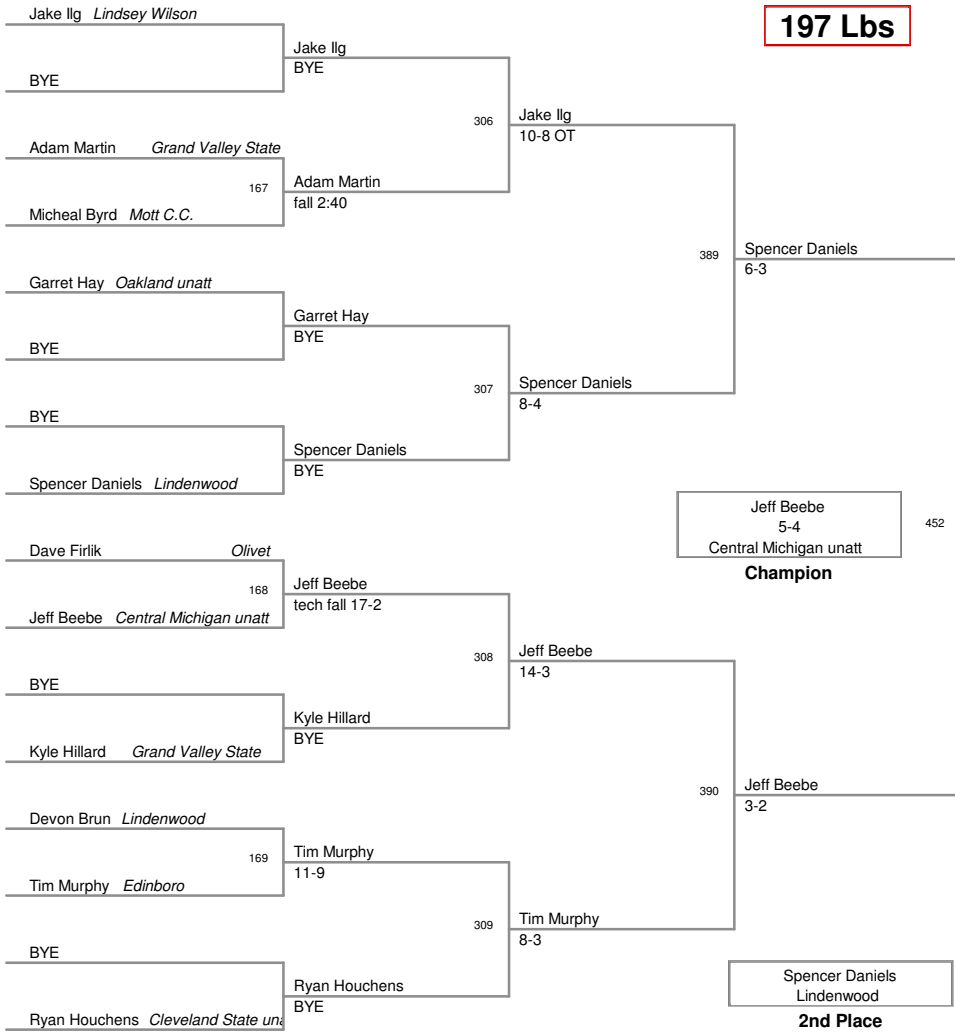 Jake Ilg Lindsey Wilson
197 Lbs
Jake Ilg
BYE
BYE
306
Jake Ilg
10-8 OT
Adam Martin Grand Valley State
167
Adam Martin
fall 2:40
Micheal Byrd Mott C.C.
389
Spencer Daniels
6-3
Garret Hay Oakland unatt
Garret Hay
BYE
BYE
307
Spencer Daniels
8-4
BYE
Spencer Daniels
BYE
Spencer Daniels Lindenwood
Jeff Beebe
5-4
Central Michigan unatt
452
Champion
Dave Firlik Olivet
168
Jeff Beebe
tech fall 17-2
Jeff Beebe Central Michigan unatt
308
Jeff Beebe
14-3
BYE
Kyle Hillard
BYE
Kyle Hillard Grand Valley State
390
Jeff Beebe
3-2
Devon Brun Lindenwood
169
Tim Murphy
11-9
Tim Murphy Edinboro
309
Tim Murphy
8-3
BYE
Ryan Houchens
BYE
Ryan Houchens Cleveland State
Spencer Daniels
Lindenwood
2nd Place